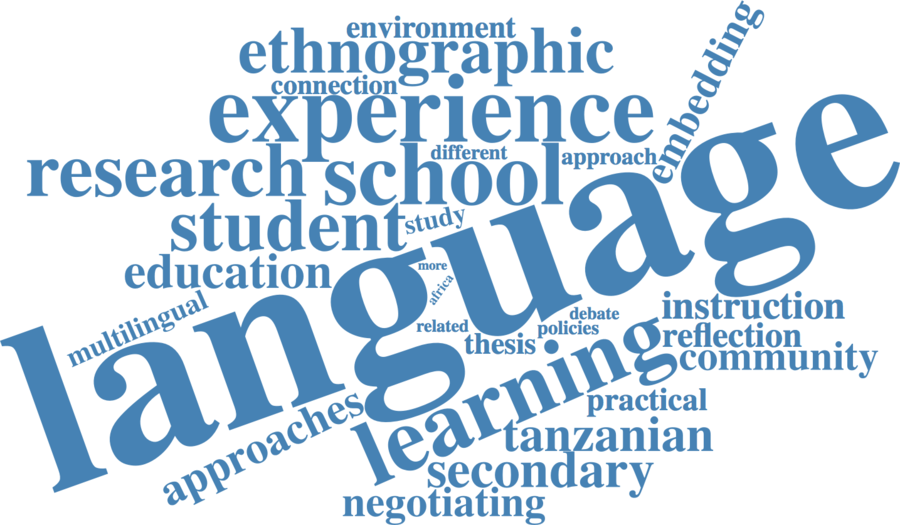 environment
ethnographic
embedding
connection
experience
different
approach
research
school
language
student
study
education
more
africa
multilingual
related
debate
policies
instruction
thesis
reflection
community
learning
approaches
practical
tanzanian
secondary
negotiating